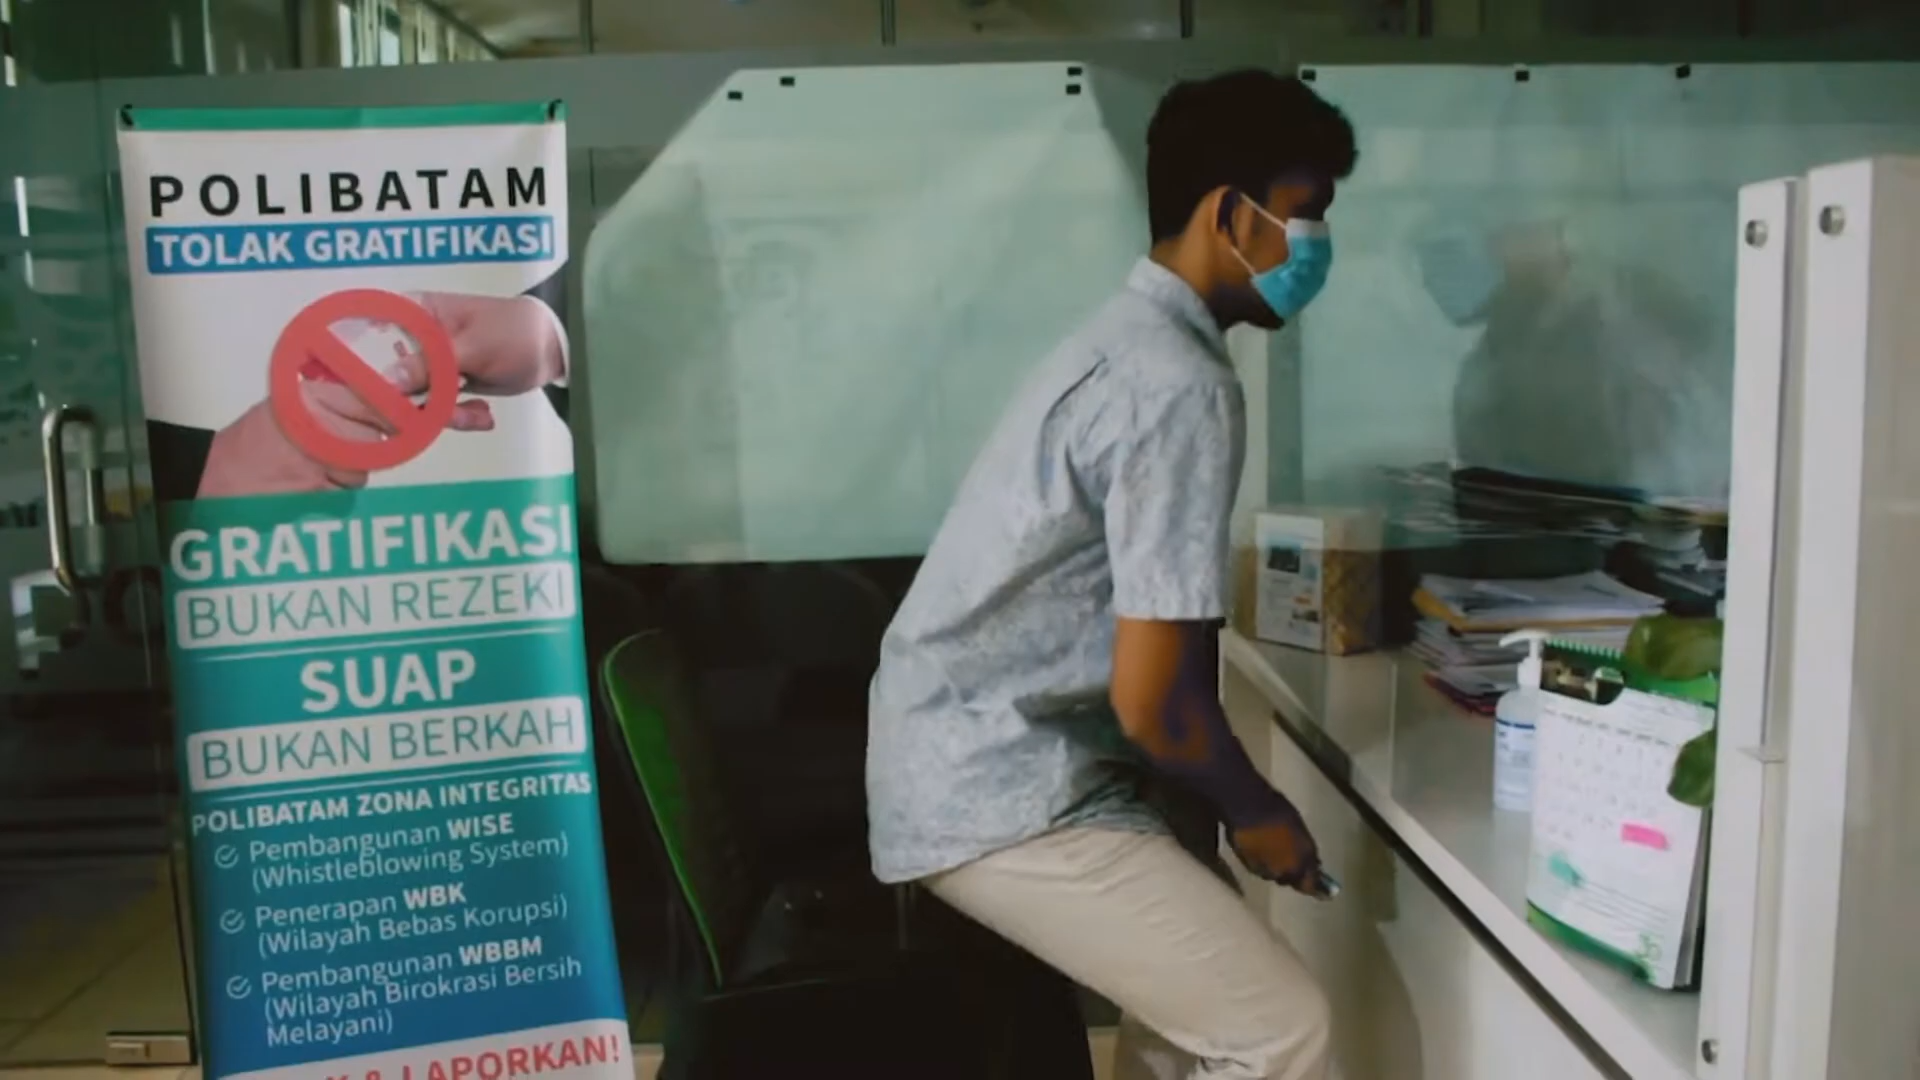 POLIBATAM
TOLAK GRATIFIKASI
GRATIFIKASI
BUKAN REZEKI
SUAP
BUKAN BERKAH
POLIBATAM ZONA INTEGRITAS
Pembangunan WISE
(Whistleblowing System)
Penerapan WBK
(Wilayah Bebas Korupsi)
Pembangunan WBBM
(Wilayah Birokrasi Bersih
Melayani)
& LAPORKAN!